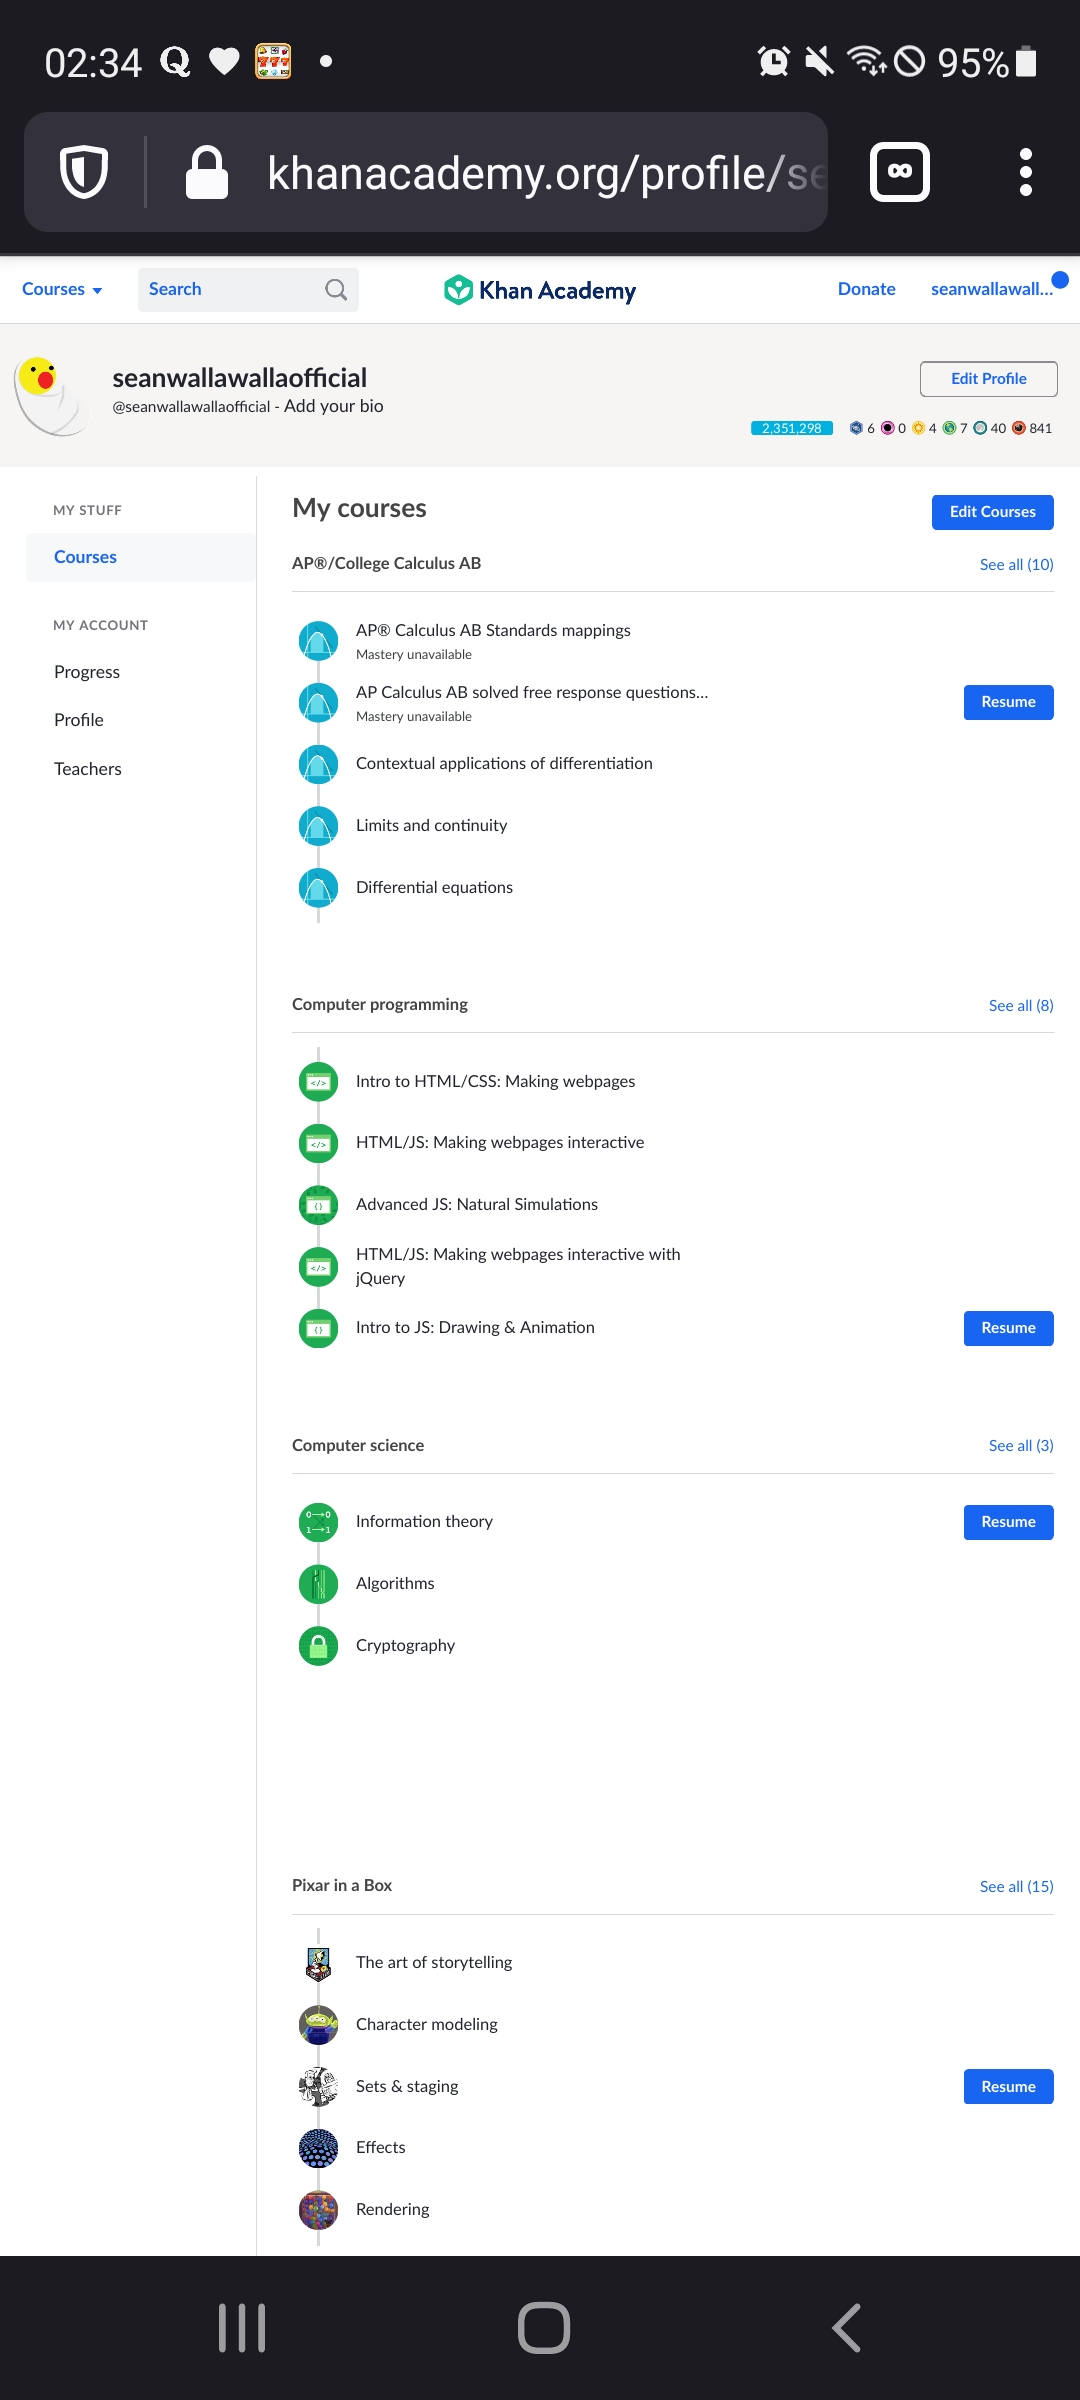 02:34
95%
khanacademy.org/profile/se
Courses
Search
Khan Academy
Donate
seanwallawall...
seanwallawallaofficial
@seanwallawallaofficial - Add your bio
Edit Profile
2,351,298 6 0 4 7 40 841
MY STUFF
Courses
MY ACCOUNT
Progress
Profile
Teachers
My courses
Edit Courses
AP®/College Calculus AB
See all (10)
AP® Calculus AB Standards mappings
Mastery unavailable
AP Calculus AB solved free response questions...
Mastery unavailable
Resume
Contextual applications of differentiation
Limits and continuity
Differential equations
Computer programming
See all (8)
Intro to HTML/CSS: Making webpages
HTML/JS: Making webpages interactive
Advanced JS: Natural Simulations
HTML/JS: Making webpages interactive with
jQuery
Intro to JS: Drawing & Animation
Resume
Computer science
See all (3)
Information theory
Resume
Algorithms
Cryptography
Pixar in a Box
See all (15)
The art of storytelling
Character modeling
Sets & staging
Resume
Effects
Rendering